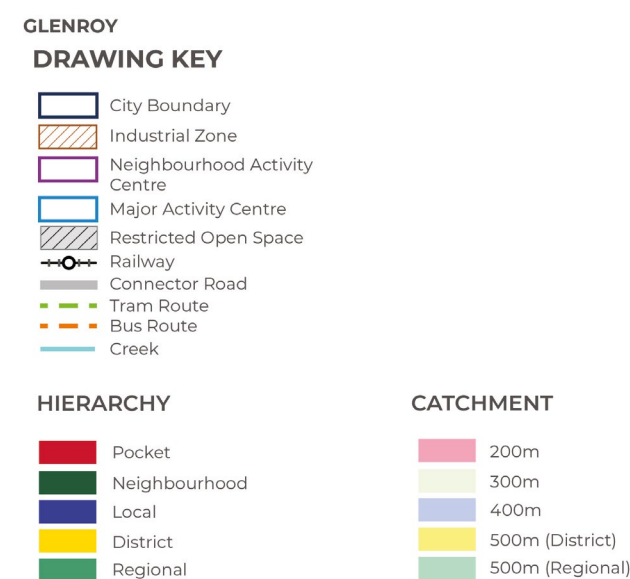 GLENROY
DRAWING KEY
City Boundary
Industrial Zone
Neighbourhood Activity
Centre
Major Activity Centre
Restricted Open Space
Railway
Connector Road
Tram Route
Bus Route
Creek
HIERARCHY
Pocket
Neighbourhood
Local
District
Regional
CATCHMENT
200m
300m
400m
500m (District)
500m (Regional)